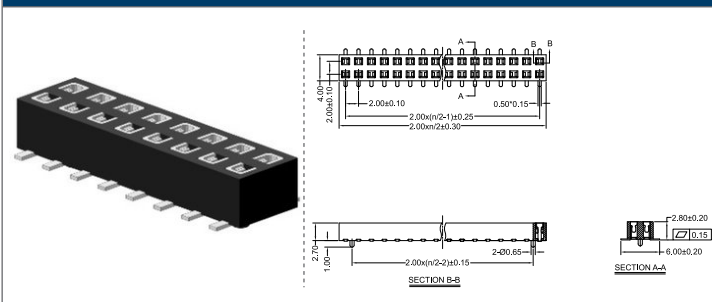 A
B
B
4.00
2.00±0.10
2.00±0.10
A
0.50*0.15
2.00x(n/2-1)±0.25
2.00xn/2±0.30
2.70
1.00
2-Ø0.65
2.00x(n/2-2)±0.15
SECTION B-B
2.80±0.20
0.15
6.00±0.20
SECTION A-A